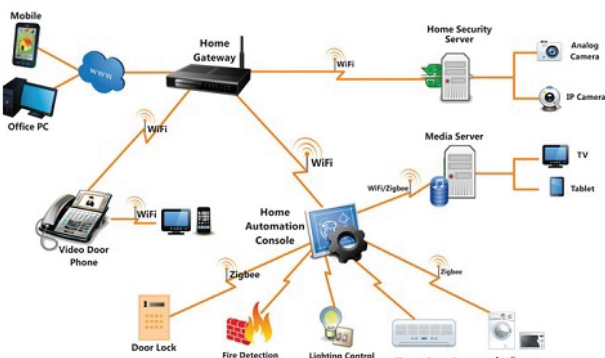 Mobile
Office PC
www
Home
Gateway
WiFi
Home Security
Server
Analog
Camera
IP Camera
WiFi
WiFi
Media Server
WiFi/Zigbee
TV
Tablet
Video Door
Phone
WiFi
Home
Automation
Console
Zigbee
Zigbee
Door Lock
Fire Detection
Lighting Control